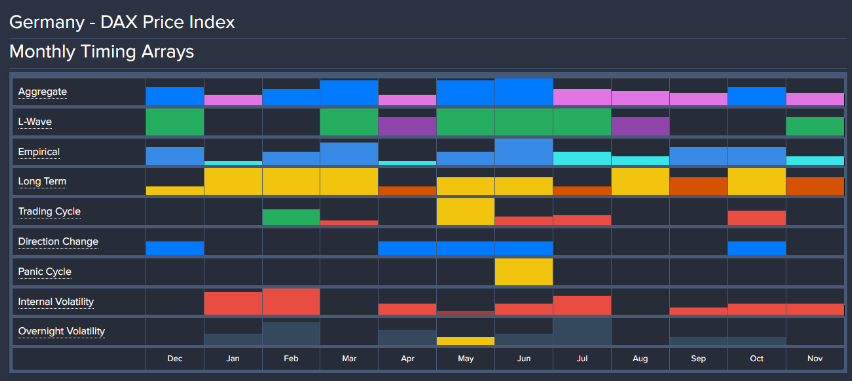 Germany - DAX Price Index
Monthly Timing Arrays
Aggregate
L-Wave
Empirical
Long Term
Trading Cycle
Direction Change
Panic Cycle
Internal Volatility
Overnight Volatility
Dec Jan Feb Mar Apr May Jun Jul Aug Sep Oct Nov